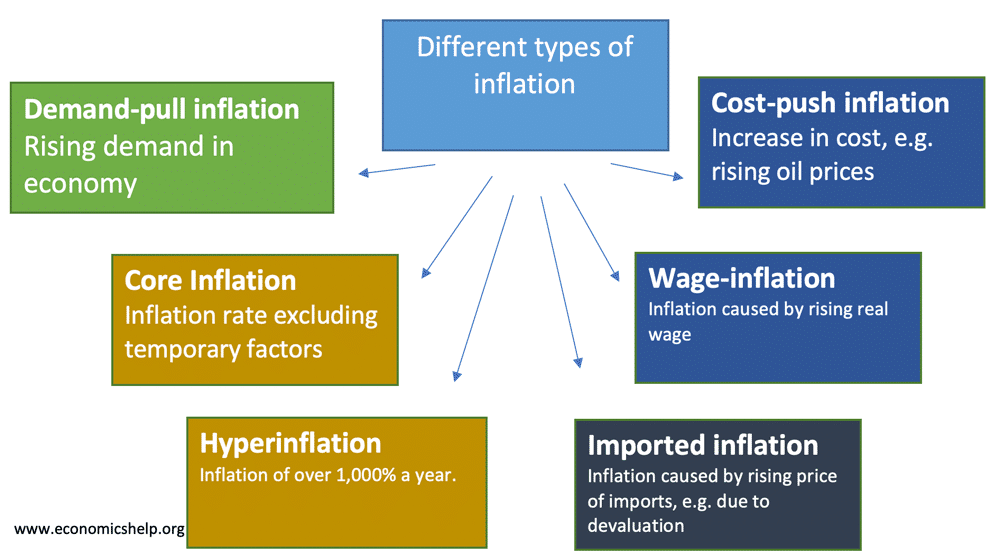 Different types of
inflation
Demand-pull inflation
Rising demand in
economy
Cost-push inflation
Increase in cost, e.g.
rising oil prices
Core Inflation
Inflation rate excluding
temporary factors
Wage-inflation
Inflation caused by rising real
wage
Hyperinflation
Inflation of over 1,000% a year.
Imported inflation
Inflation caused by rising price
of imports, e.g. due to
devaluation
www.economicshelp.org